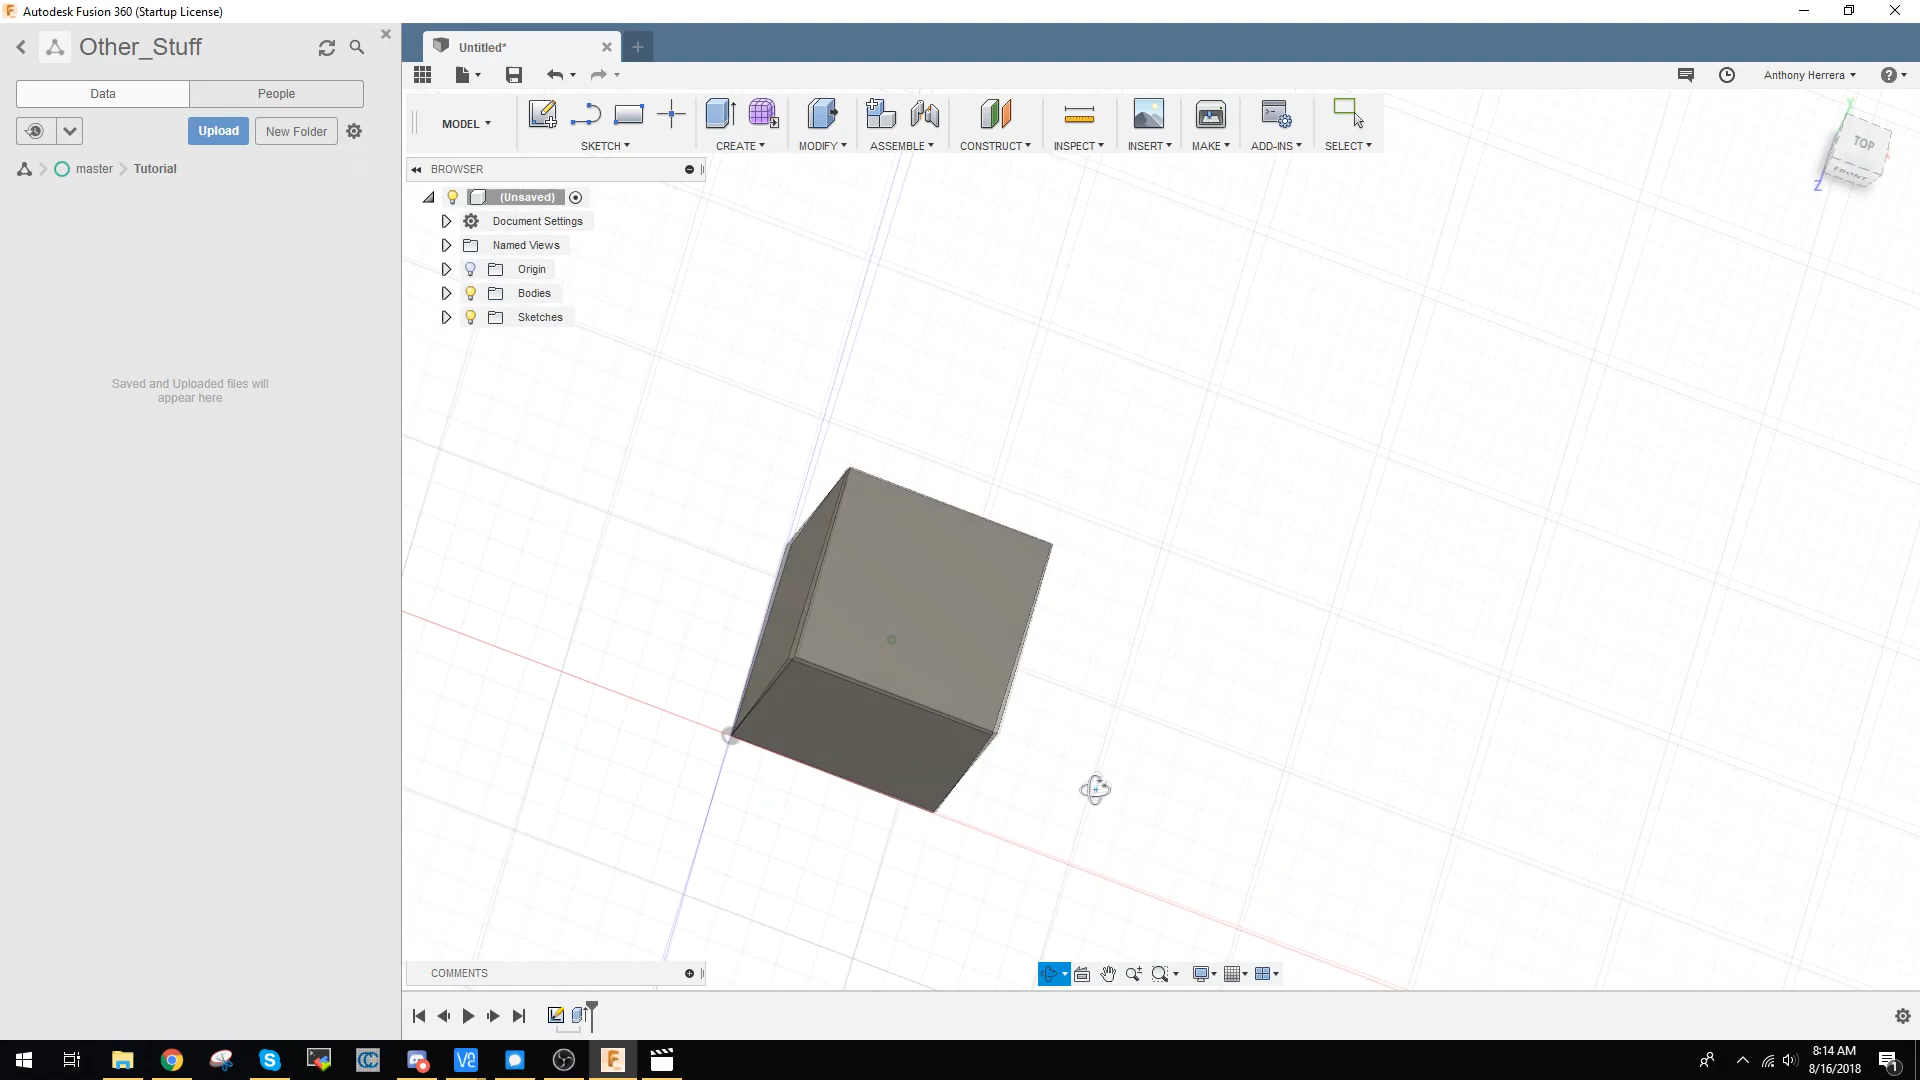 Autodesk Fusion 360 (Startup License)
Other_Stuff
Data
People
Upload
New Folder
master
Tutorial
Saved and Uploaded files will
appear here
Untitled*
Anthony Herrera
MODEL
SKETCH
CREATE
MODIFY
ASSEMBLE
CONSTRUCT
INSPECT
INSERT
MAKE
ADD-INS
SELECT
BROWSER
(Unsaved)
Document Settings
Named Views
Origin
Bodies
Sketches
TOP
FRONT
Y
Z
COMMENTS
8:14 AM
8/16/2018
1